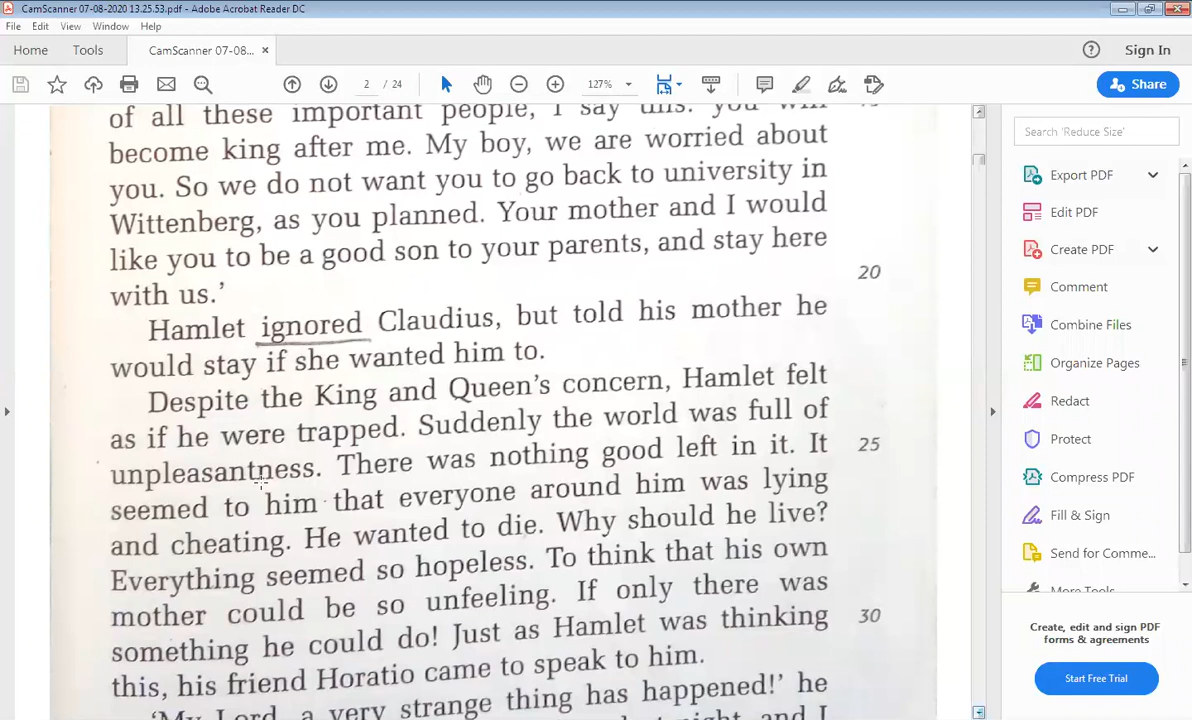 CamScanner 07-08-2020 13.25.53.pdf - Adobe Acrobat Reader DC
File Edit View Window Help
Home Tools CamScanner 07-08... × Sign In
2 / 24 127% Share
of all these important people, I say this: you will
become king after me. My boy, we are worried about
you. So we do not want you to go back to university in
Wittenberg, as you planned. Your mother and I would
like you to be a good son to your parents, and stay here
20
with us.'
Hamlet ignored Claudius, but told his mother he
would stay if she wanted him to.
Despite the King and Queen's concern, Hamlet felt
as if he were trapped. Suddenly the world was full of
unpleasantness. There was nothing good left in it. It 25
seemed to him that everyone around him was lying
and cheating. He wanted to die. Why should he live?
Everything seemed so hopeless. To think that his own
mother could be so unfeeling. If only there was
something he could do! Just as Hamlet was thinking 30
this, his friend Horatio came to speak to him.
'My Lord, a very strange thing has happened!' he
night, and I
Search 'Reduce Size'
Export PDF
Edit PDF
Create PDF
Comment
Combine Files
Organize Pages
Redact
Protect
Compress PDF
Fill & Sign
Send for Comme...
More Tools
Create, edit and sign PDF
forms & agreements
Start Free Trial